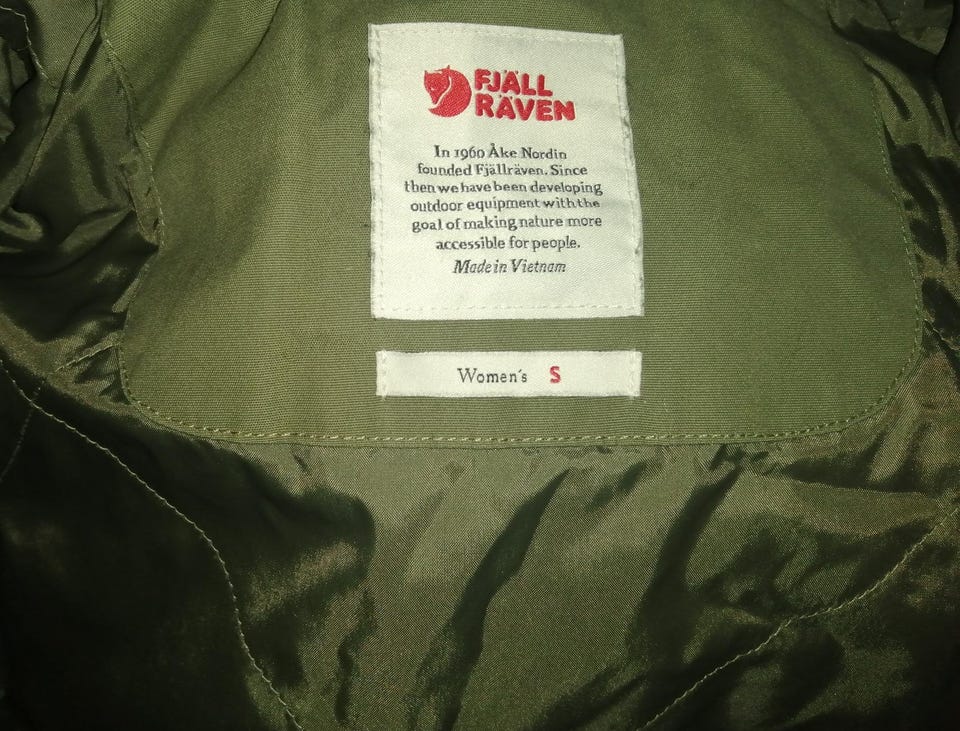 FJÄLL
RÄVEN
In 1960 Åke Nordin
founded Fjällräven. Since
then we have been developing
outdoor equipment with the
goal of making nature more
accessible for people.
Made in Vietnam
Women's S